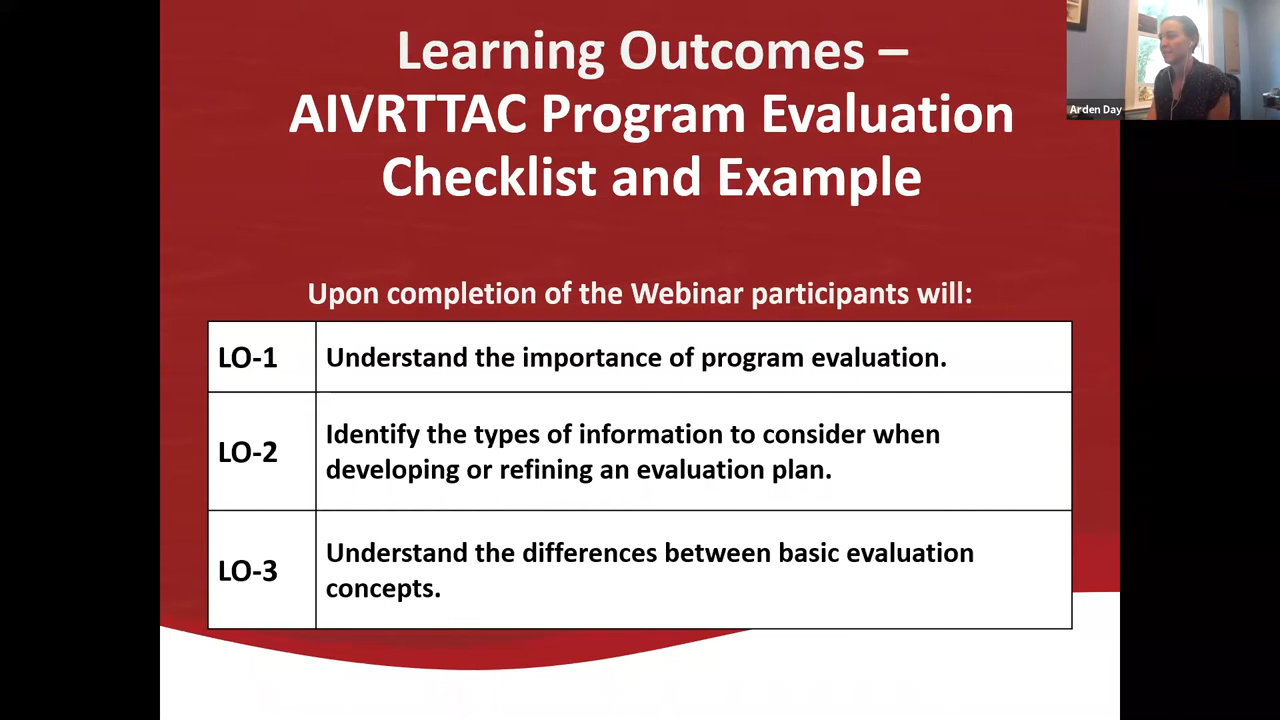 Learning Outcomes –
AIVRTTAC Program Evaluation
Checklist and Example
Arden Day
Upon completion of the Webinar participants will:
LO-1
Understand the importance of program evaluation.
LO-2
Identify the types of information to consider when
developing or refining an evaluation plan.
LO-3
Understand the differences between basic evaluation
concepts.